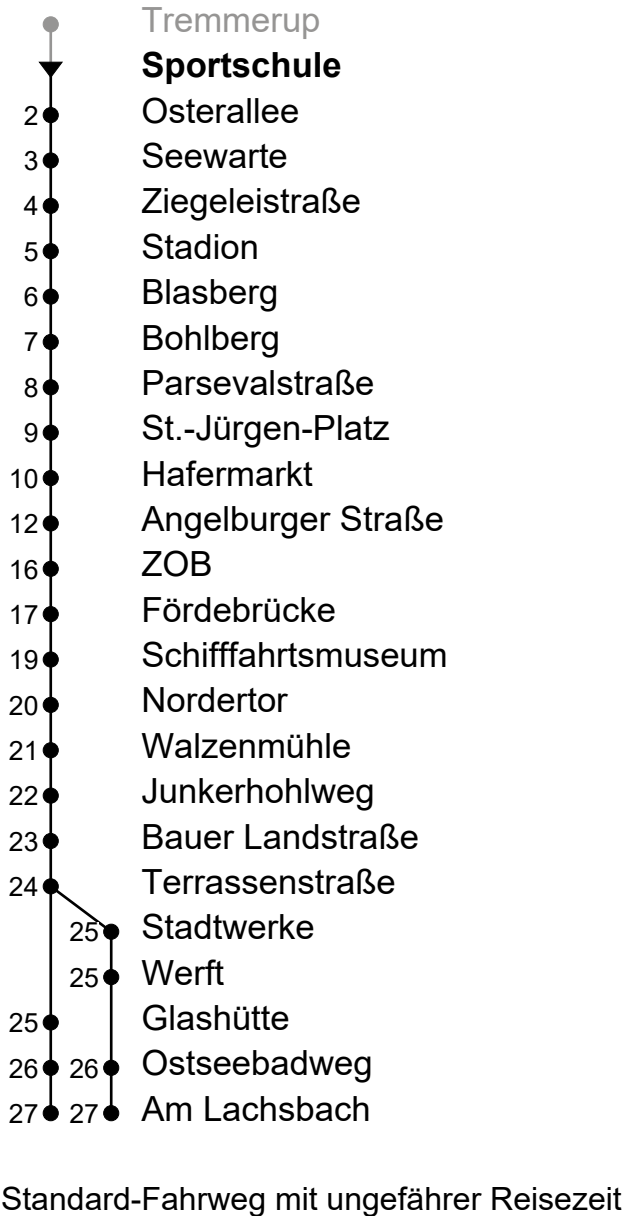 Tremmerup
Sportschule
2 Osterallee
3 Seewarte
4 Ziegeleistraße
5 Stadion
6 Blasberg
7 Bohlberg
8 Parsevalstraße
9 St.-Jürgen-Platz
10 Hafermarkt
12 Angelburger Straße
16 ZOB
17 Fördebrücke
19 Schifffahrtsmuseum
20 Nordertor
21 Walzenmühle
22 Junkerhohlweg
23 Bauer Landstraße
24 Terrassenstraße
25 Stadtwerke
25 Werft
25 Glashütte
26 26 Ostseebadweg
27 27 Am Lachsbach
Standard-Fahrweg mit ungefährer Reisezeit